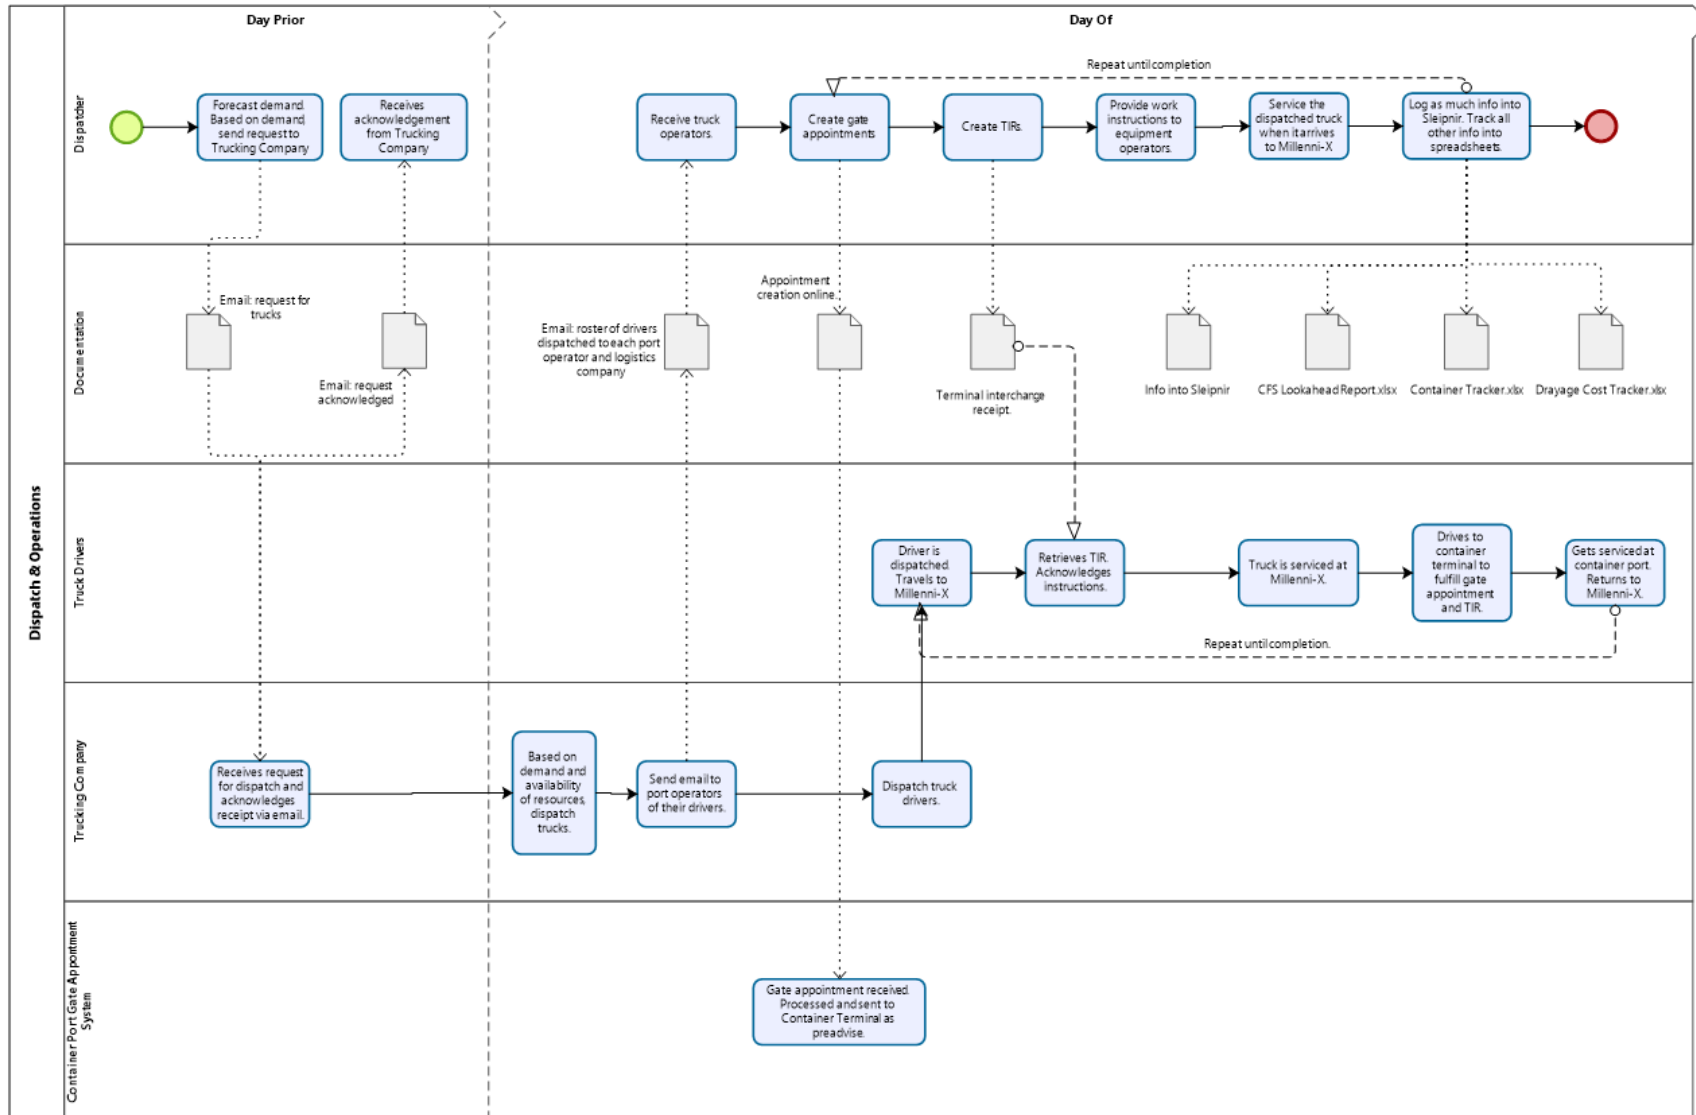 Day Prior
Day Of
Dispatch & Operations
Dispatcher
Forecast demand.
Based on demand,
send request to
Trucking Company
Receives
acknowledgement
from Trucking
Company
Receive truck
operators.
Create gate
appointments
Create TIRs.
Provide work
instructions to
equipment
operators.
Service the
dispatched truck
when it arrives
to Millenni-X
Log as much info into
Sleipnir. Track all
other info into
spreadsheets.
Repeat until completion
Documentation
Email: request for
trucks
Email: request
acknowledged
Email: roster of drivers
dispatched to each port
operator and logistics
company
Appointment
creation online.
Terminal interchange
receipt.
Info into Sleipnir
CFS Lookahead Report.xlsx
Container Tracker.xlsx
Drayage Cost Tracker.xlsx
Truck Drivers
Driver is
dispatched.
Travels to
Millenni-X
Retrieves TIR.
Acknowledges
instructions.
Truck is serviced at
Millenni-X.
Drives to
container
terminal to
fulfill gate
appointment
and TIR.
Gets serviced at
container port.
Returns to
Millenni-X.
Repeat until completion.
Trucking Company
Receives request
for dispatch and
acknowledges
receipt via email.
Based on
demand and
availability
of resources,
dispatch
trucks.
Send email to
port operators
of their drivers.
Dispatch truck
drivers.
Container Port Gate Appointment
System
Gate appointment received.
Processed and sent to
Container Terminal as
preadvise.